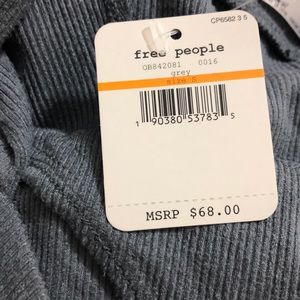 CP6582 3 5
free people
OB842081 0016
grey
size S
1 90380 53783 5
MSRP $68.00